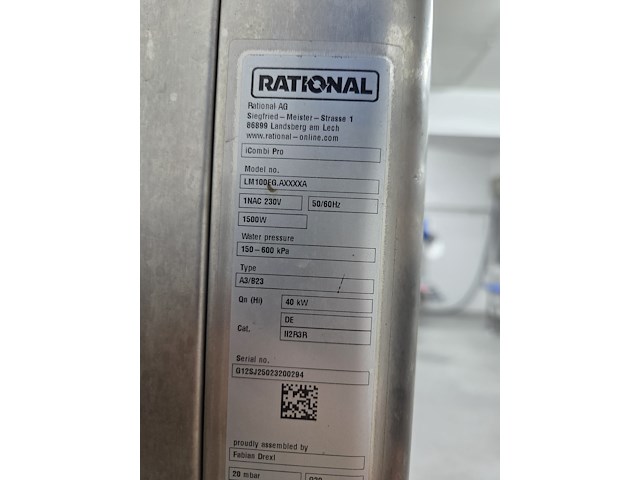 RATIONAL
Rational AG
Siegfried-Meister-Strasse 1
86899 Landsberg am Lech
www.rational-online.com
iCombi Pro
Model no.
LM100FG.AXXXXA
1NAC 230V 50/60Hz
1500W
Water pressure
150-600 kPa
Type
A3/B23
Qn (Hi) 40 kW
DE
Cat. II2R3R
Serial no.
G12SJ25023200294
proudly assembled by
Fabian Drexl
20 mbar G30